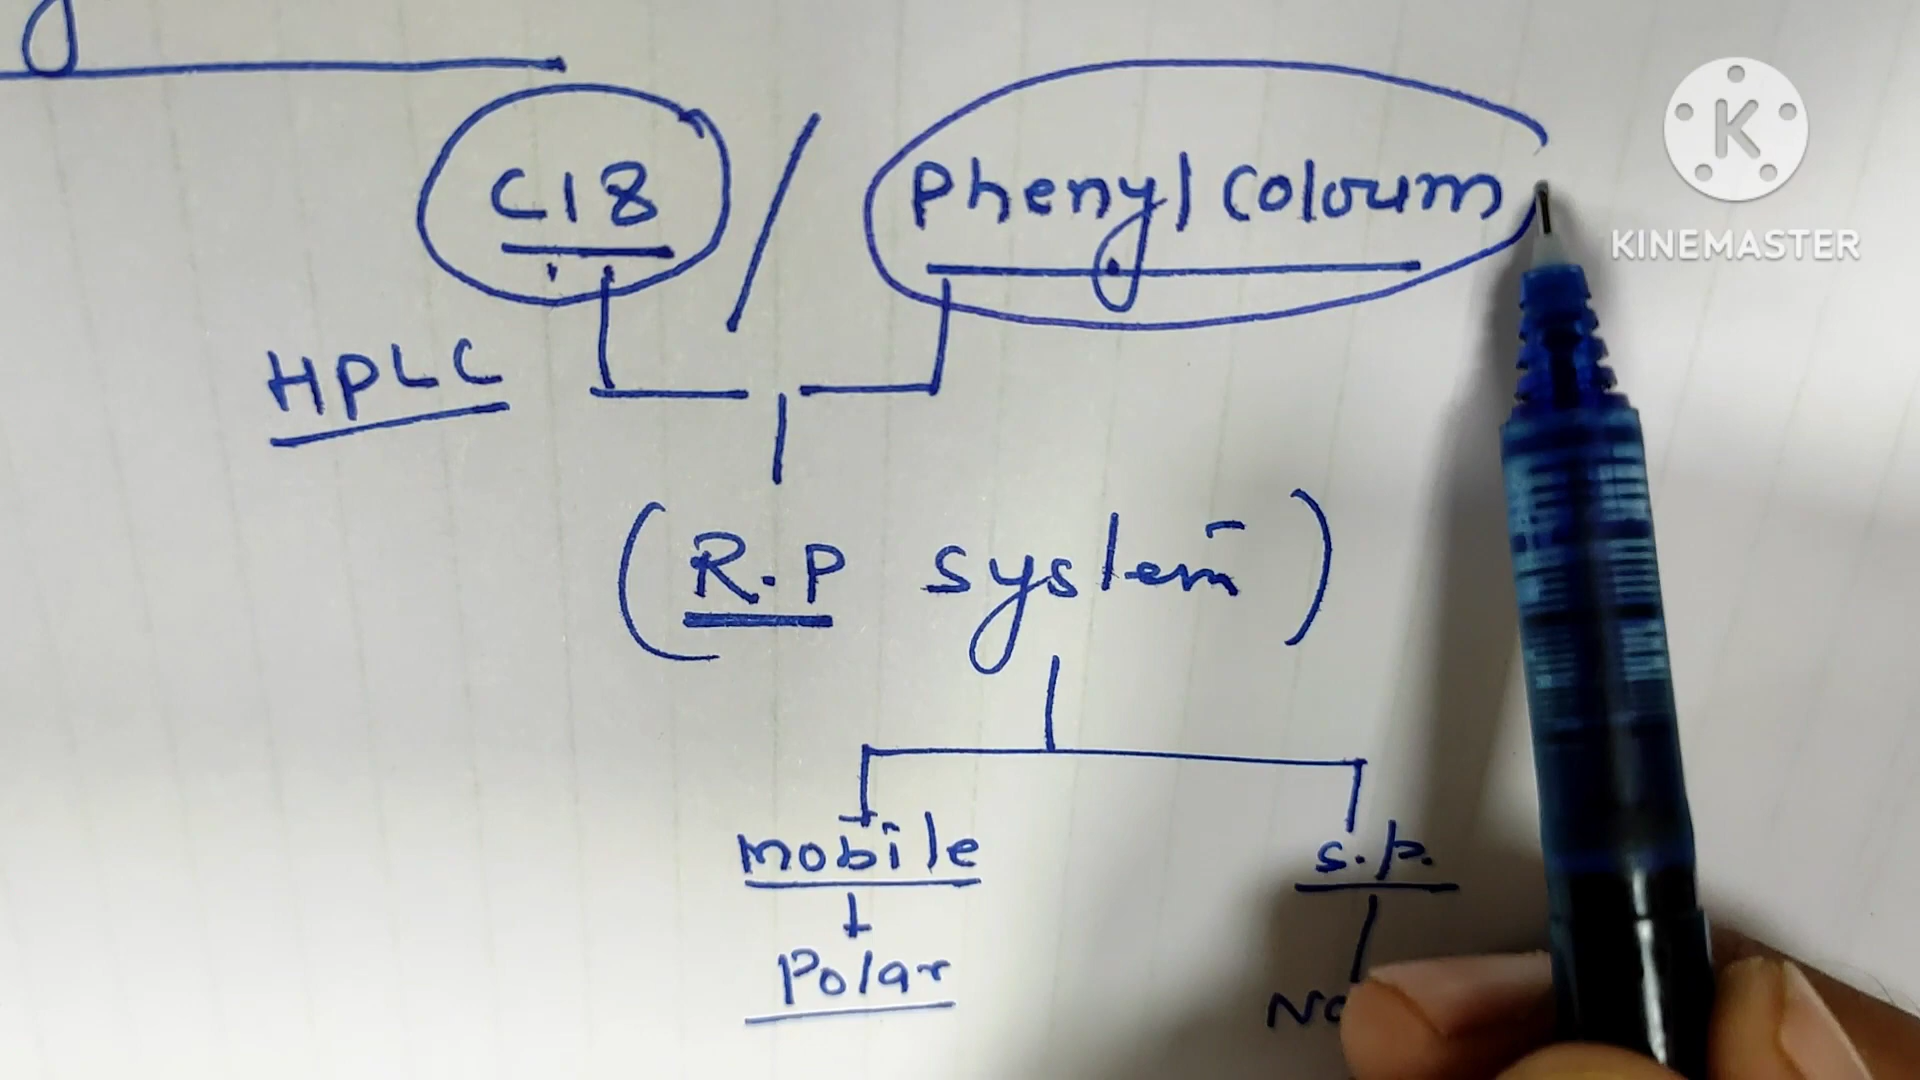 C18 / Phenyl Coloum
K
KINEMASTER
HPLC
(R.P system)
mobile
s.p.
Polar